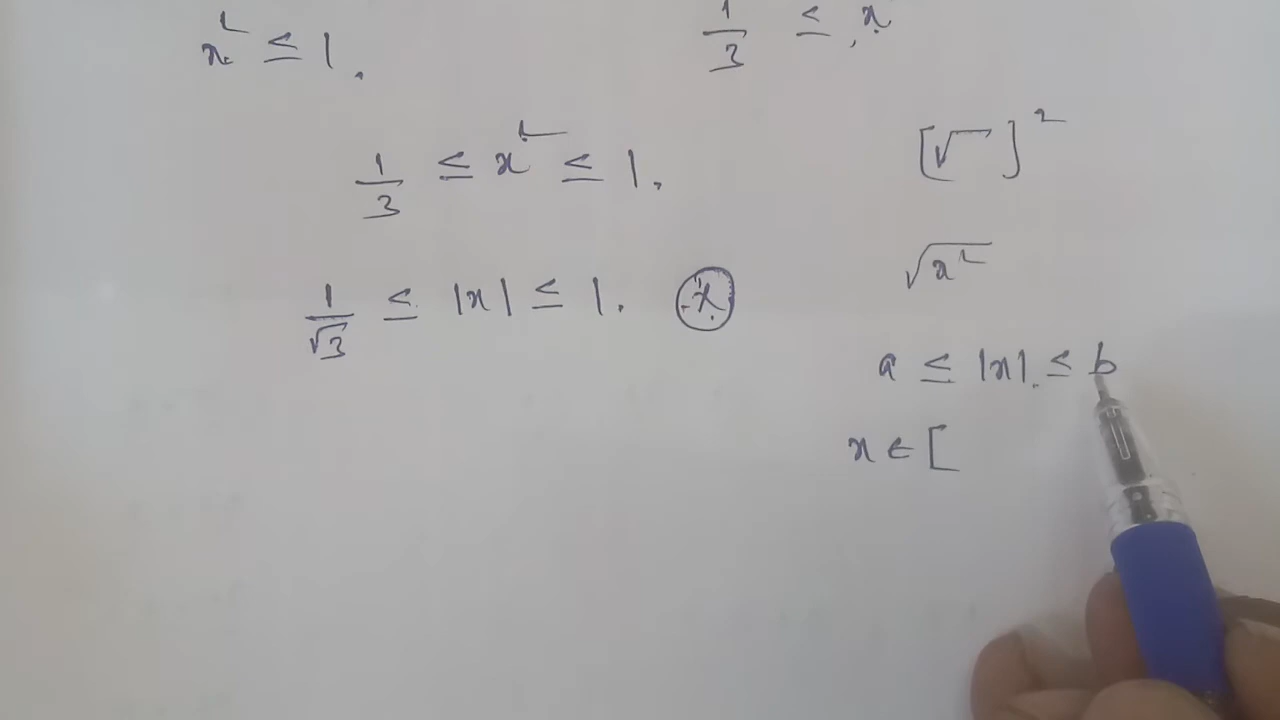 x² ≤ 1. 1/3 ≤ x
1/3 ≤ x² ≤ 1. [√ ]²
√x²
1/√3 ≤ |x| ≤ 1.
a ≤ |x| ≤ b
x ∈ [